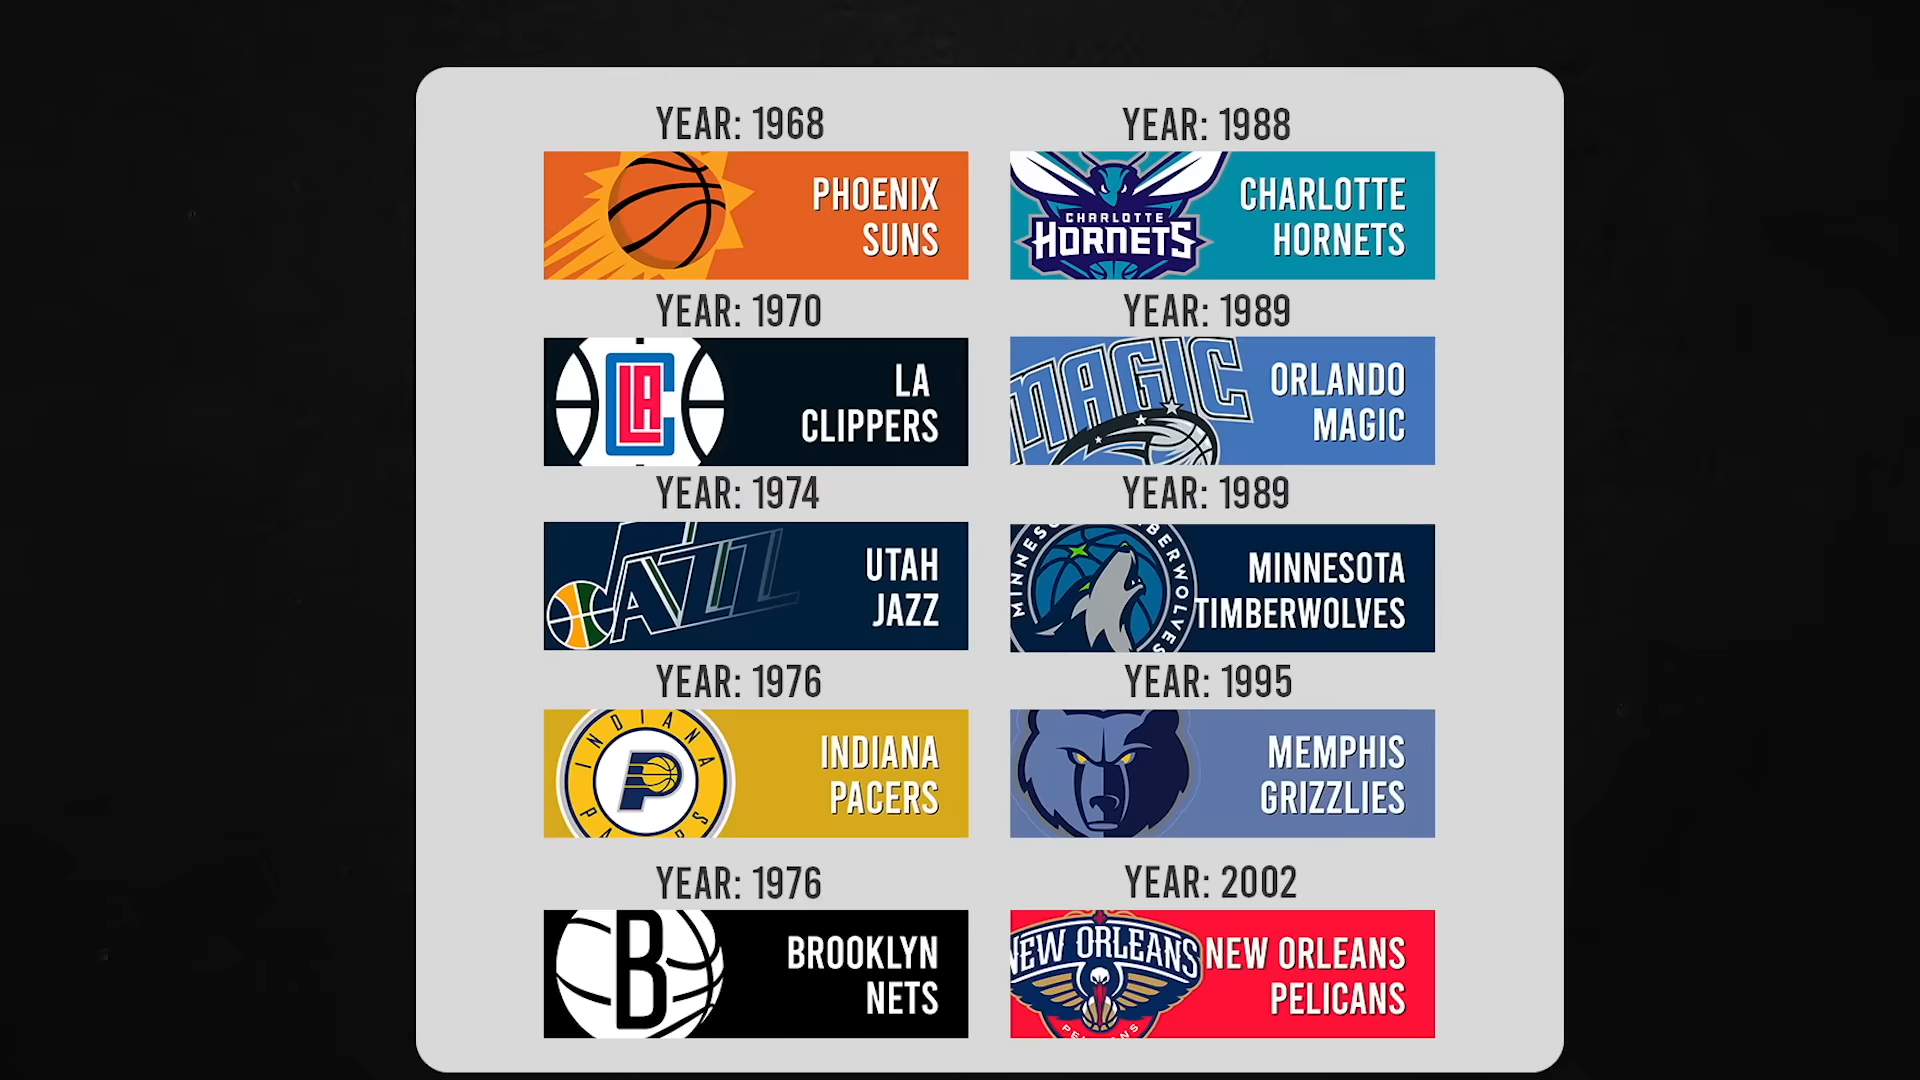 YEAR: 1968
PHOENIX
SUNS
YEAR: 1970
LA
LA
CLIPPERS
YEAR: 1974
JAZZ
UTAH
JAZZ
YEAR: 1976
INDIANA
P
INDIANA
PACERS
YEAR: 1976
B
BROOKLYN
NETS
YEAR: 1988
CHARLOTTE
HORNETS
CHARLOTTE
HORNETS
YEAR: 1989
MAGIC
ORLANDO
MAGIC
YEAR: 1989
MINNESOTA
TIMBERWOLVES
YEAR: 1995
MEMPHIS
GRIZZLIES
YEAR: 2002
NEW ORLEANS
NEW ORLEANS
PELICANS